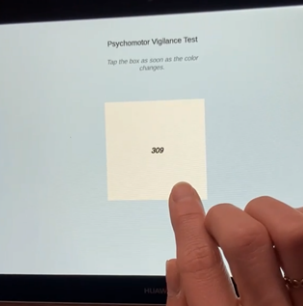 Psychomotor Vigilance Test
Tap the box as soon as the color
changes.
309